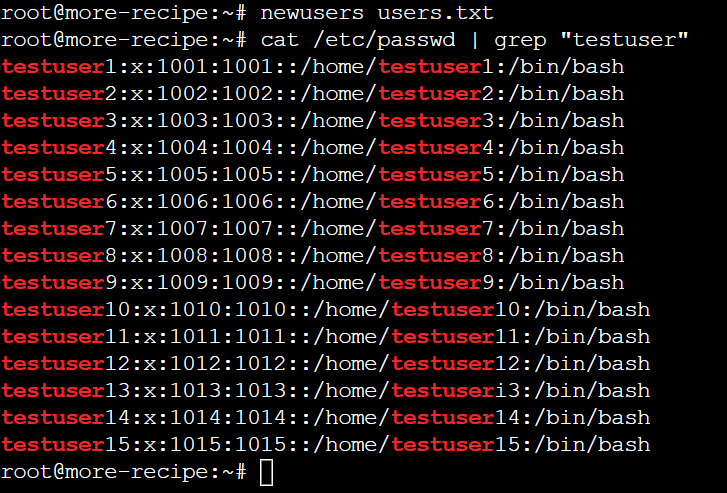 root@more-recipe:~# newusers users.txt
root@more-recipe:~# cat /etc/passwd | grep "testuser"
testuser1:x:1001:1001::/home/testuser1:/bin/bash
testuser2:x:1002:1002::/home/testuser2:/bin/bash
testuser3:x:1003:1003::/home/testuser3:/bin/bash
testuser4:x:1004:1004::/home/testuser4:/bin/bash
testuser5:x:1005:1005::/home/testuser5:/bin/bash
testuser6:x:1006:1006::/home/testuser6:/bin/bash
testuser7:x:1007:1007::/home/testuser7:/bin/bash
testuser8:x:1008:1008::/home/testuser8:/bin/bash
testuser9:x:1009:1009::/home/testuser9:/bin/bash
testuser10:x:1010:1010::/home/testuser10:/bin/bash
testuser11:x:1011:1011::/home/testuser11:/bin/bash
testuser12:x:1012:1012::/home/testuser12:/bin/bash
testuser13:x:1013:1013::/home/testuseri3:/bin/bash
testuser14:x:1014:1014::/home/testuser14:/bin/bash
testuser15:x:1015:1015::/home/testuser15:/bin/bash
root@more-recipe:~#